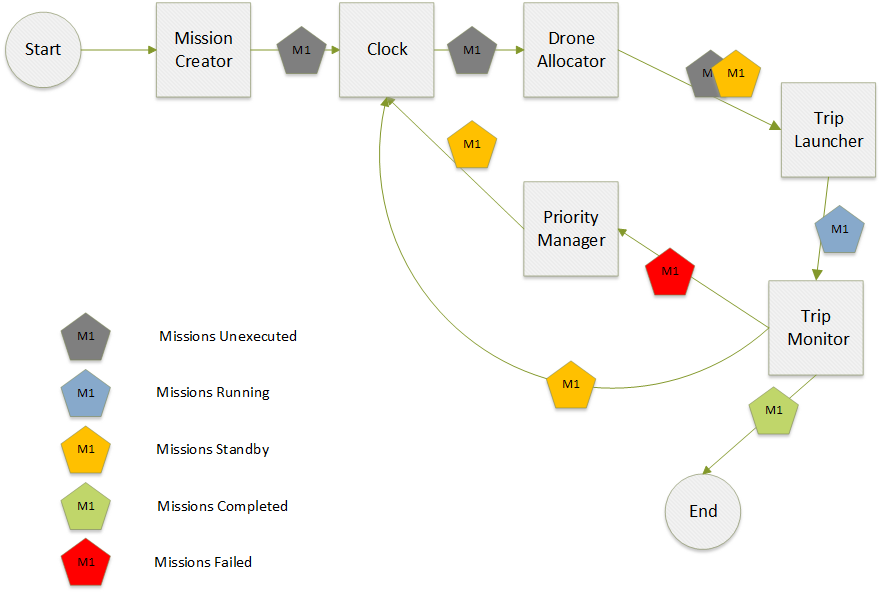 Start
Mission
Creator
M1
Clock
M1
Drone
Allocator
M
M1
Trip
Launcher
M1
Priority
Manager
M1
M1
Trip
Monitor
M1
M1
End
M1
Missions Unexecuted
M1
Missions Running
M1
Missions Standby
M1
Missions Completed
M1
Missions Failed